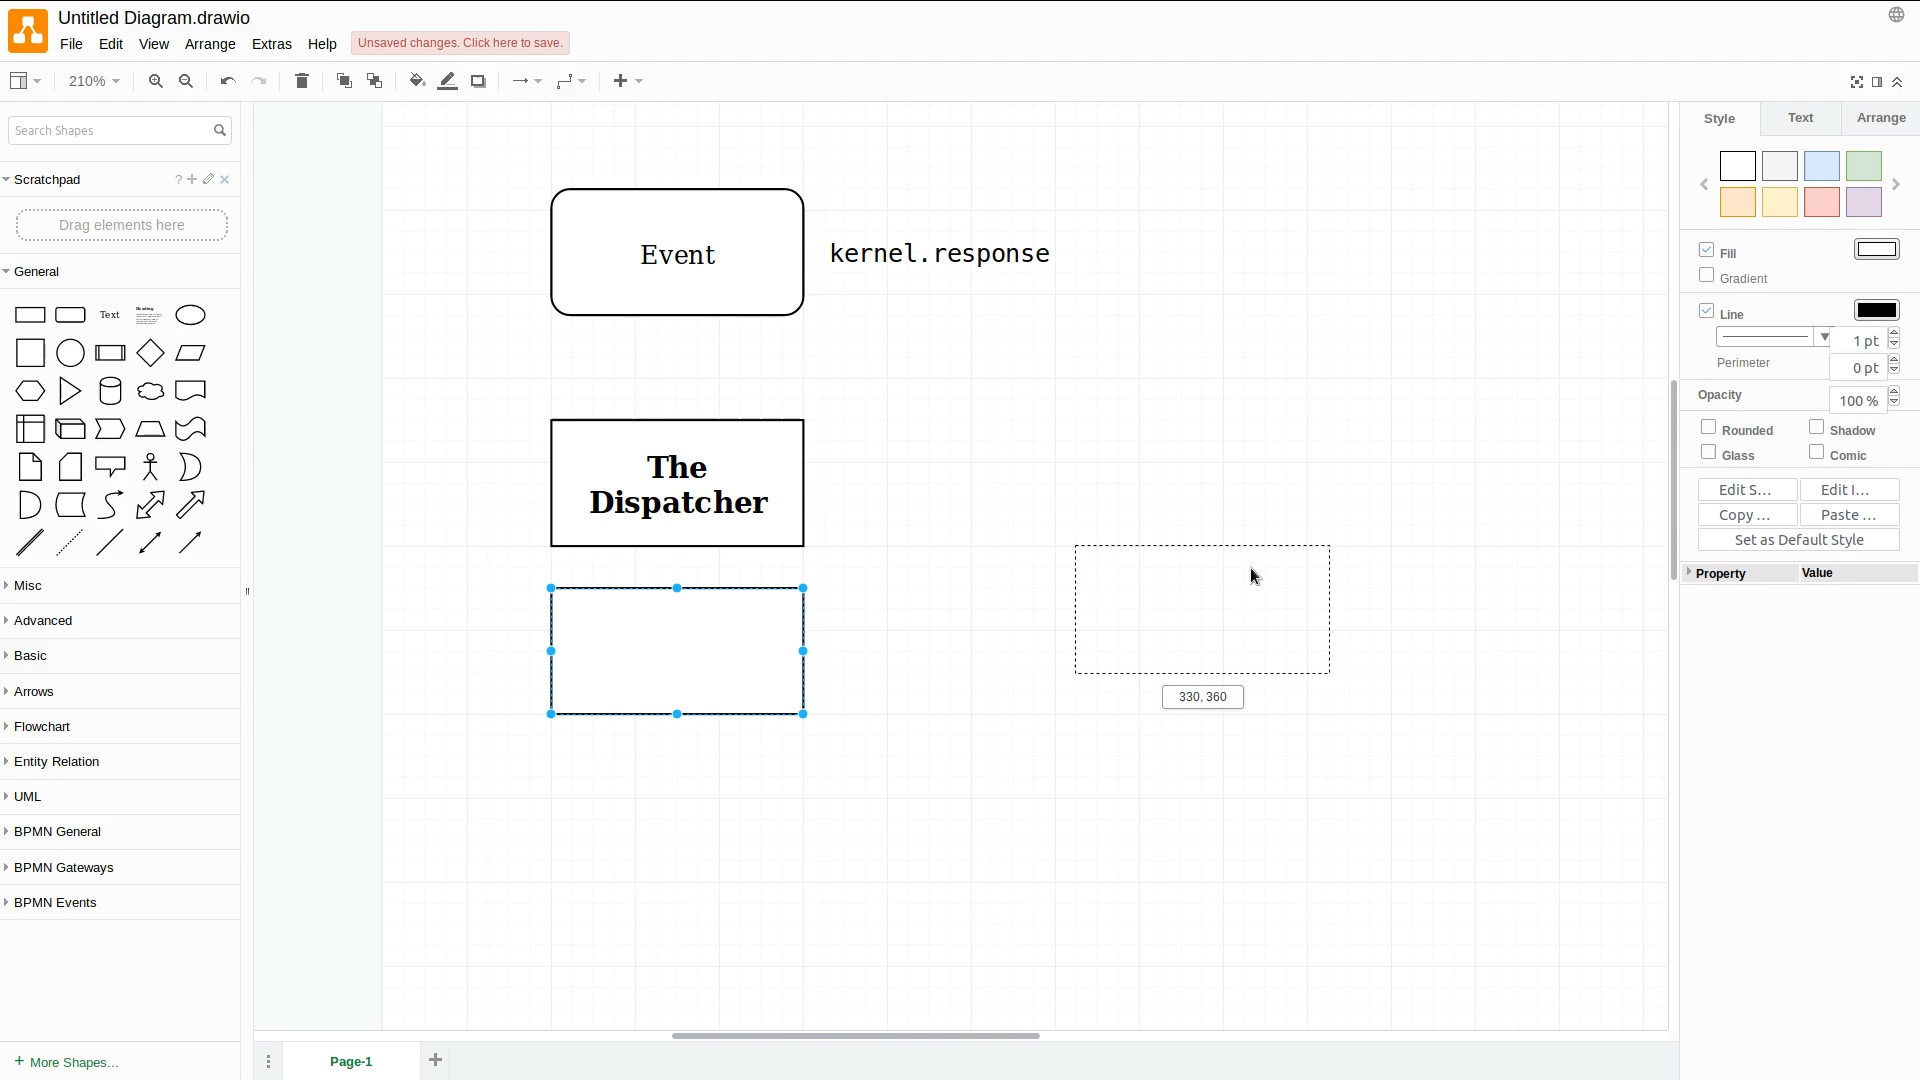 Untitled Diagram.drawio
File Edit View Arrange Extras Help Unsaved changes. Click here to save.
210%
Search Shapes
Scratchpad ?
Drag elements here
General
Text
Heading
Misc
Advanced
Basic
Arrows
Flowchart
Entity Relation
UML
BPMN General
BPMN Gateways
BPMN Events
+ More Shapes...
Event
kernel.response
The
Dispatcher
330, 360
Page-1
Style Text Arrange
Fill
Gradient
Line
1 pt
Perimeter 0 pt
Opacity 100 %
Rounded Shadow
Glass Comic
Edit S... Edit I...
Copy ... Paste ...
Set as Default Style
Property Value